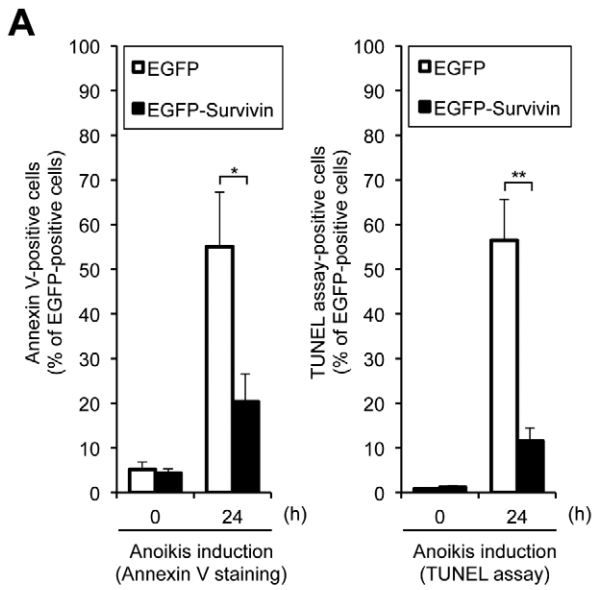 A
100
90
80
70
60
50
40
30
20
10
0
Annexin V-positive cells
(% of EGFP-positive cells)
EGFP
EGFP-Survivin
*
0 24 (h)
Anoikis induction
(Annexin V staining)
100
90
80
70
60
50
40
30
20
10
0
TUNEL assay-positive cells
(% of EGFP-positive cells)
EGFP
EGFP-Survivin
**
0 24 (h)
Anoikis induction
(TUNEL assay)